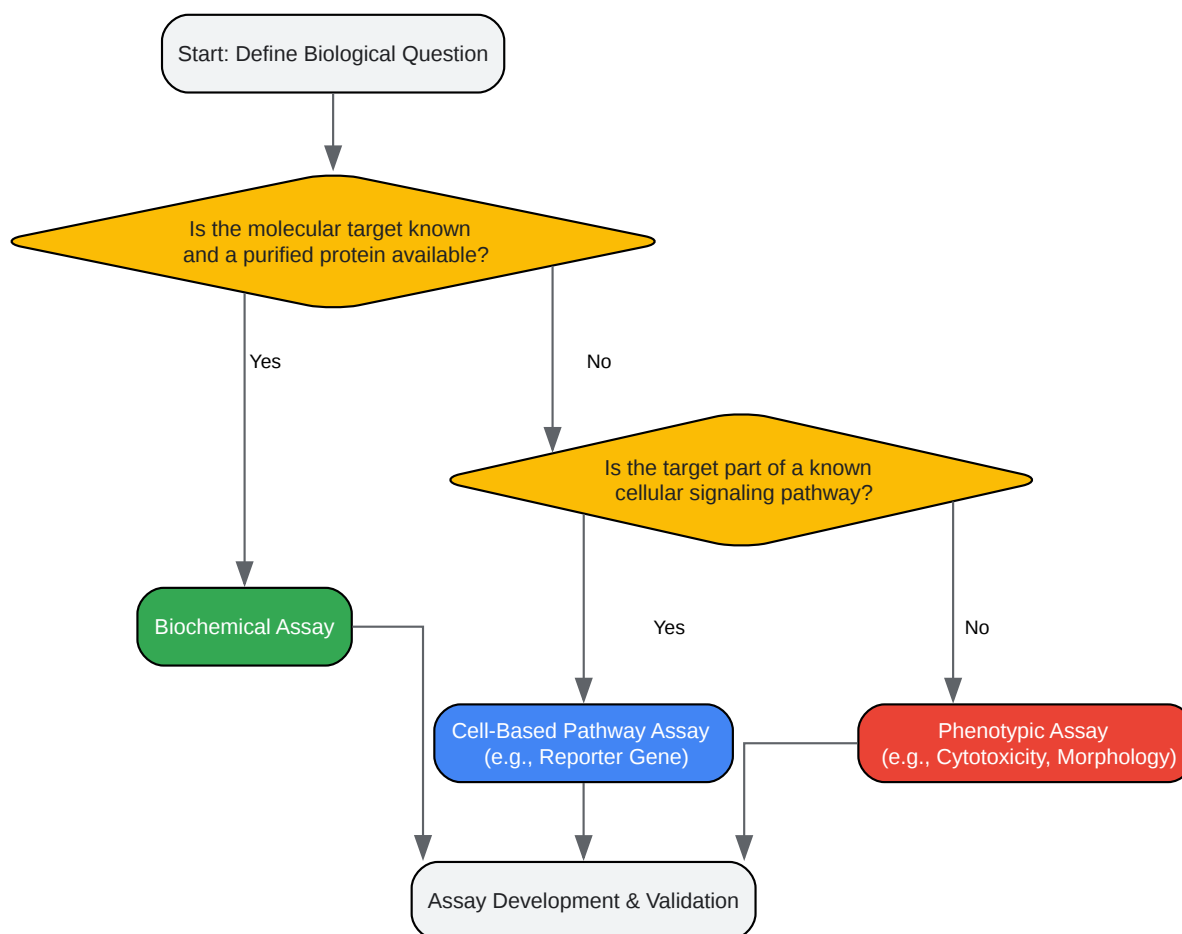 Start: Define Biological Question
Is the molecular target known
and a purified protein available?
Yes
No
Is the target part of a known
cellular signaling pathway?
Biochemical Assay
Yes
No
Cell-Based Pathway Assay
(e.g., Reporter Gene)
Phenotypic Assay
(e.g., Cytotoxicity, Morphology)
Assay Development & Validation